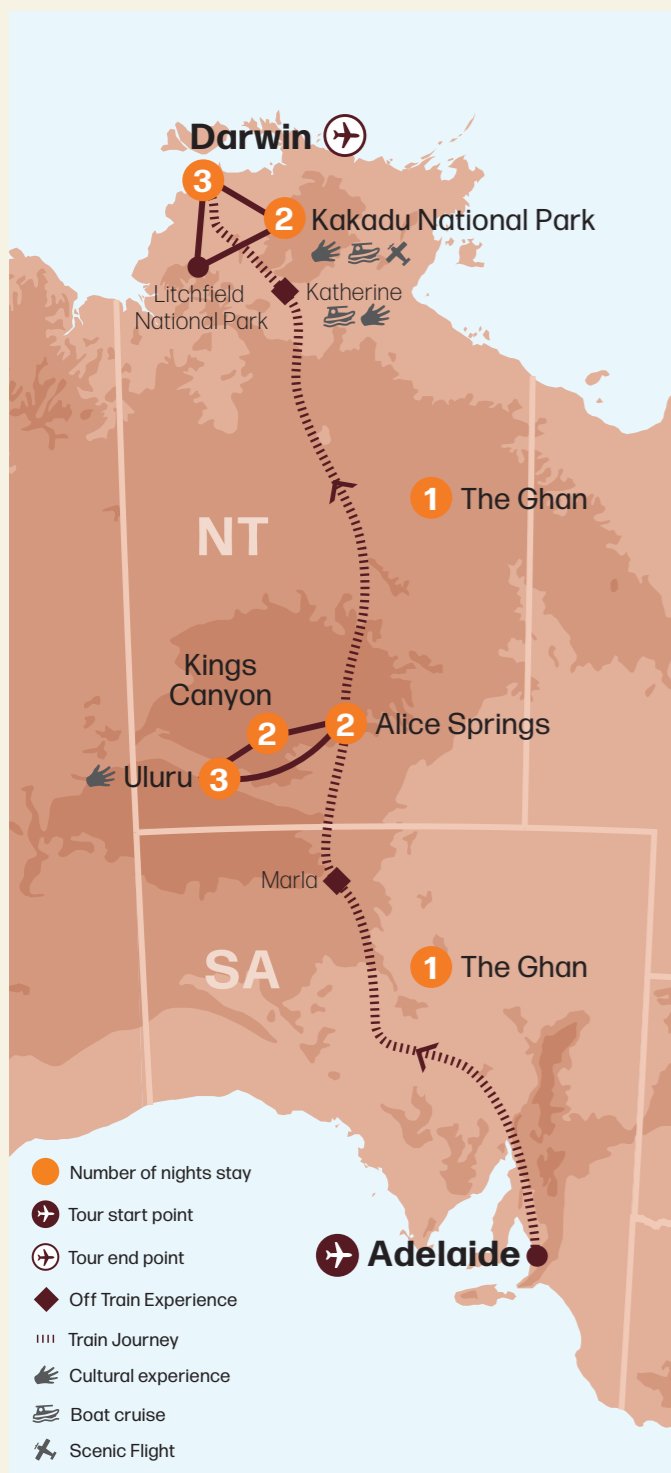 Darwin
3
2
Kakadu National Park
Litchfield
National Park
Katherine
1
The Ghan
NT
Kings
Canyon
2
2
Alice Springs
Uluru
3
Marla
SA
1
The Ghan
Adelaide
Number of nights stay
Tour start point
Tour end point
Off Train Experience
Train Journey
Cultural experience
Boat cruise
Scenic Flight